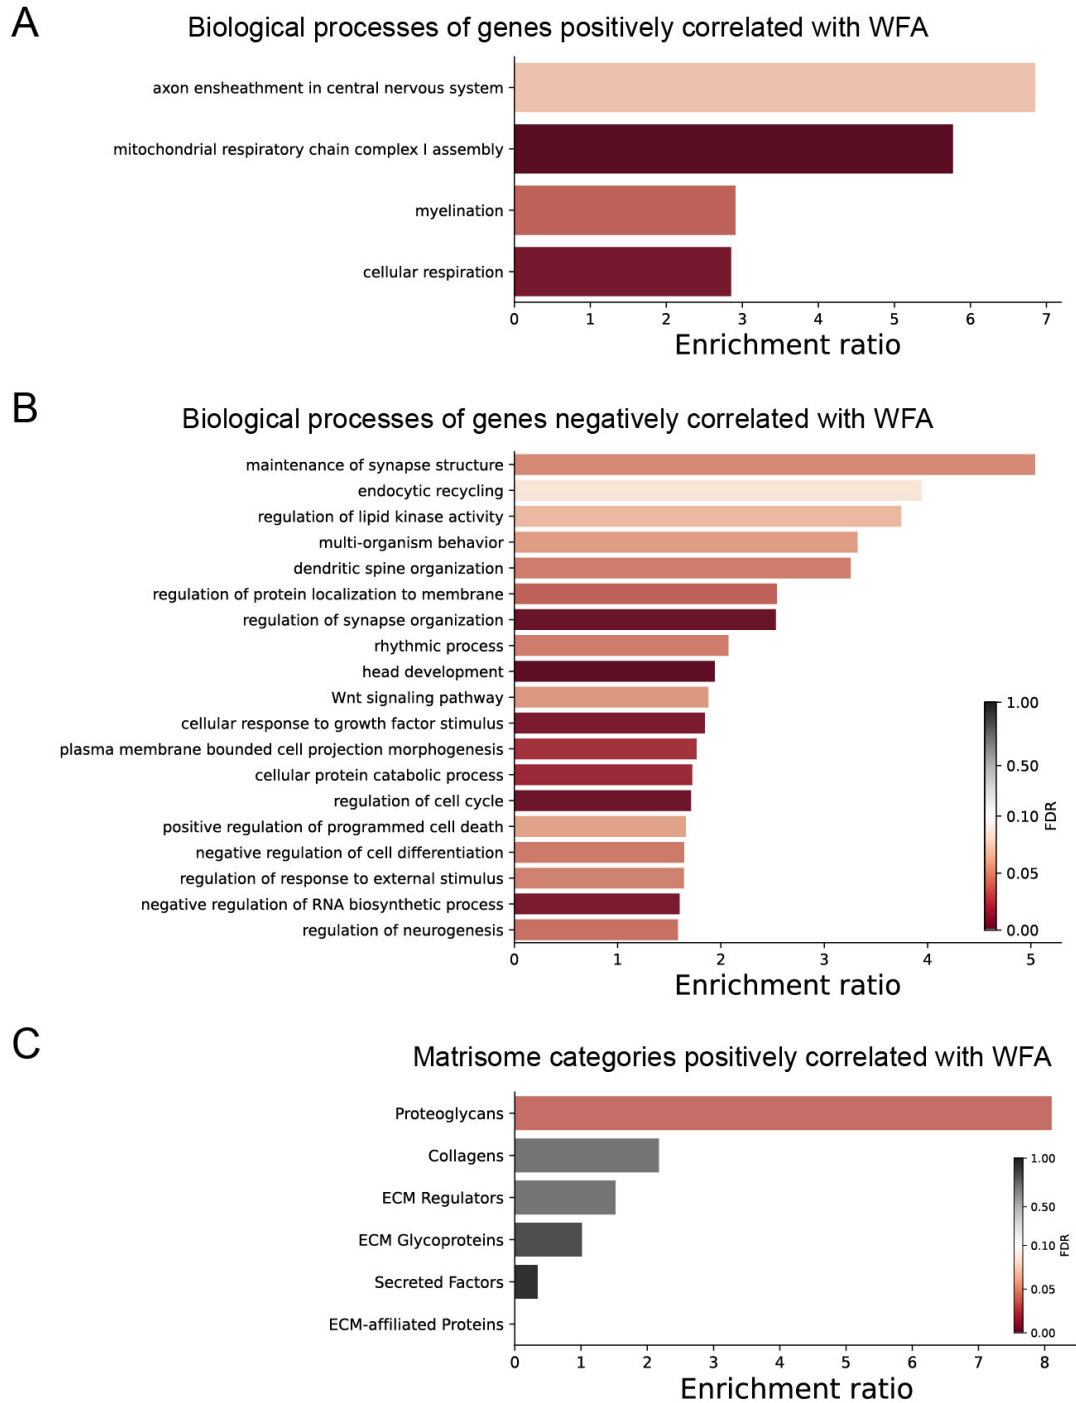 A
Biological processes of genes positively correlated with WFA
axon ensheathment in central nervous system
mitochondrial respiratory chain complex I assembly
myelination
cellular respiration
0 1 2 3 4 5 6 7
Enrichment ratio
B
Biological processes of genes negatively correlated with WFA
maintenance of synapse structure
endocytic recycling
regulation of lipid kinase activity
multi-organism behavior
dendritic spine organization
regulation of protein localization to membrane
regulation of synapse organization
rhythmic process
head development
Wnt signaling pathway
cellular response to growth factor stimulus
plasma membrane bounded cell projection morphogenesis
cellular protein catabolic process
regulation of cell cycle
positive regulation of programmed cell death
negative regulation of cell differentiation
regulation of response to external stimulus
negative regulation of RNA biosynthetic process
regulation of neurogenesis
1.00
0.50
0.10
0.05
0.00
FDR
0 1 2 3 4 5
Enrichment ratio
C
Matrisome categories positively correlated with WFA
Proteoglycans
Collagens
ECM Regulators
ECM Glycoproteins
Secreted Factors
ECM-affiliated Proteins
1.00
0.50
0.10
0.05
0.00
FDR
0 1 2 3 4 5 6 7 8
Enrichment ratio